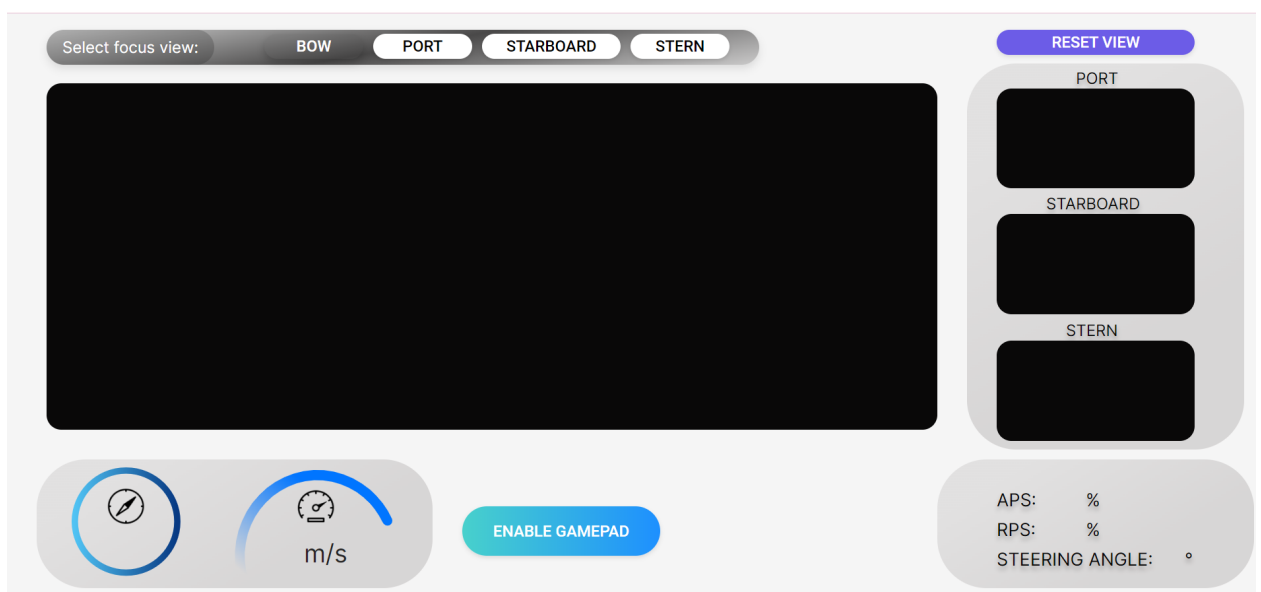 Select focus view: BOW PORT STARBOARD STERN
RESET VIEW
PORT
STARBOARD
STERN
m/s
ENABLE GAMEPAD
APS: %
RPS: %
STEERING ANGLE: °